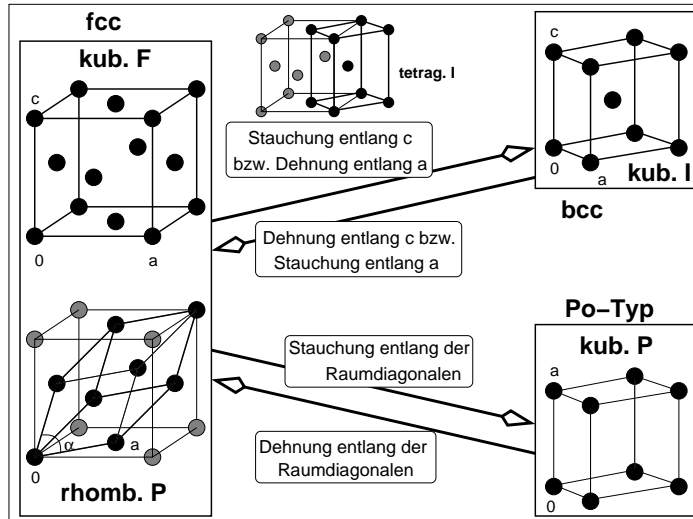 fcc
kub. F
c
0
a
tetrag. I
Stauchung entlang c
bzw. Dehnung entlang a
c
0
a
kub. I
bcc
Dehnung entlang c bzw.
Stauchung entlang a
α
a
0
rhomb. P
Stauchung entlang der
Raumdiagonalen
Dehnung entlang der
Raumdiagonalen
Po−Typ
kub. P
a
0